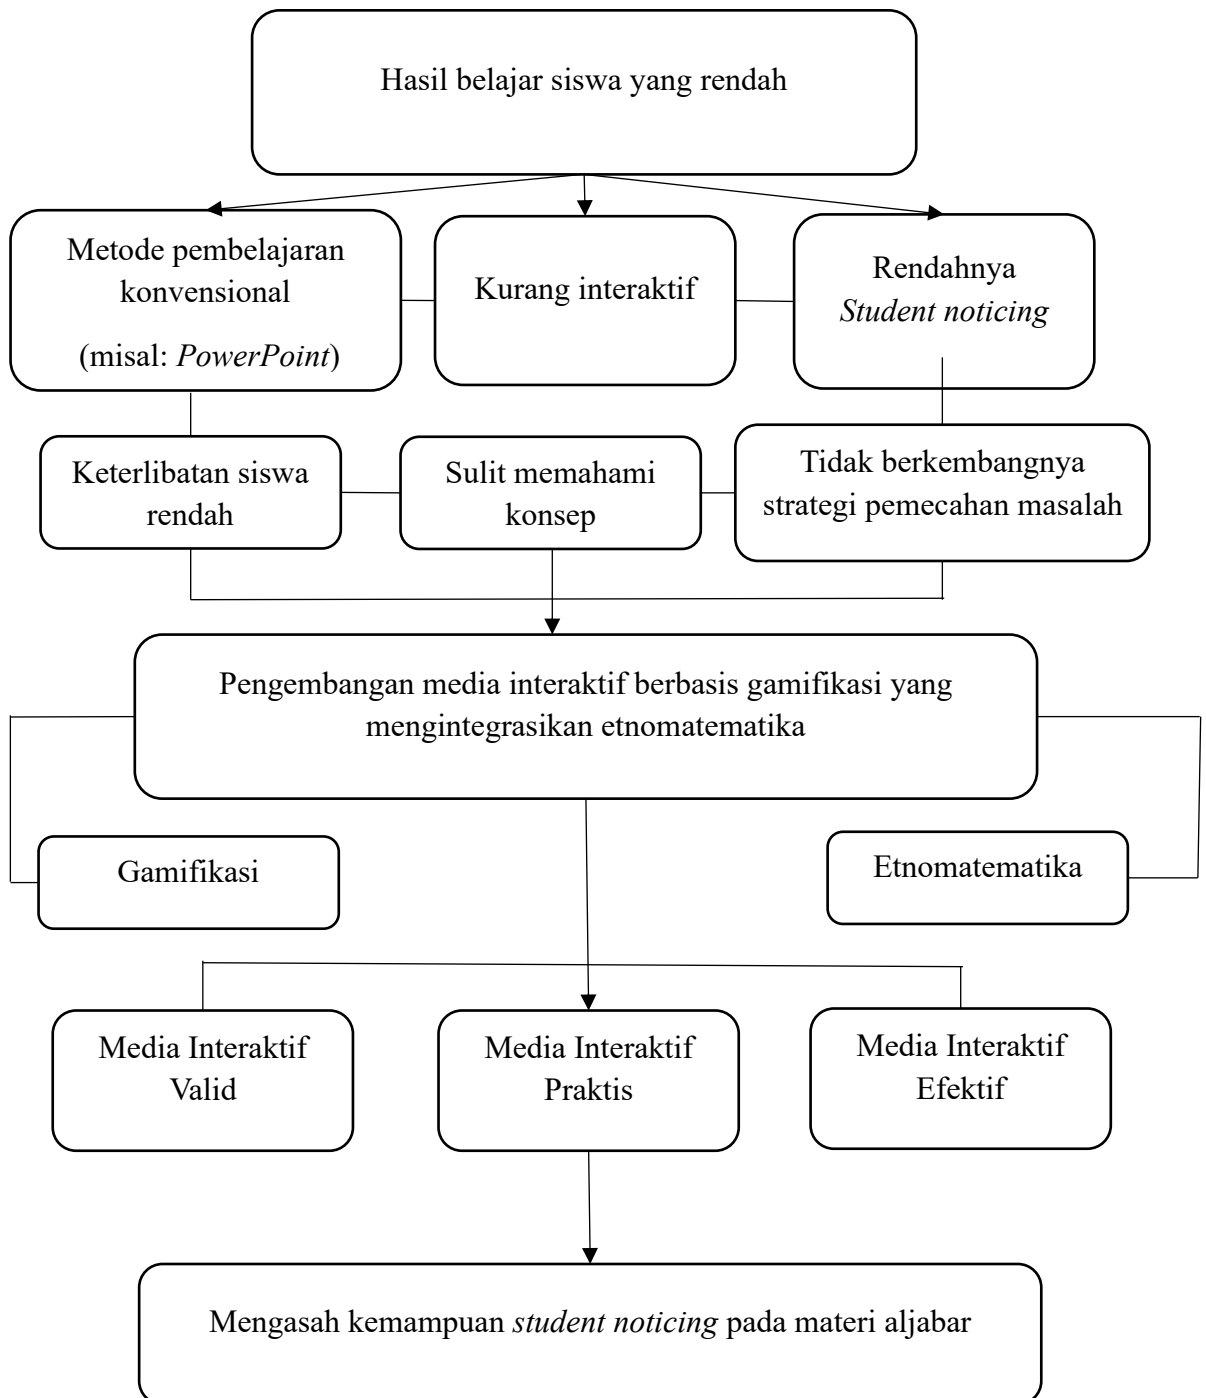 Hasil belajar siswa yang rendah
Metode pembelajaran
konvensional
(misal: PowerPoint)
Kurang interaktif
Rendahnya
Student noticing
Keterlibatan siswa
rendah
Sulit memahami
konsep
Tidak berkembangnya
strategi pemecahan masalah
Pengembangan media interaktif berbasis gamifikasi yang
mengintegrasikan etnomatematika
Gamifikasi
Etnomatematika
Media Interaktif
Valid
Media Interaktif
Praktis
Media Interaktif
Efektif
Mengasah kemampuan student noticing pada materi aljabar